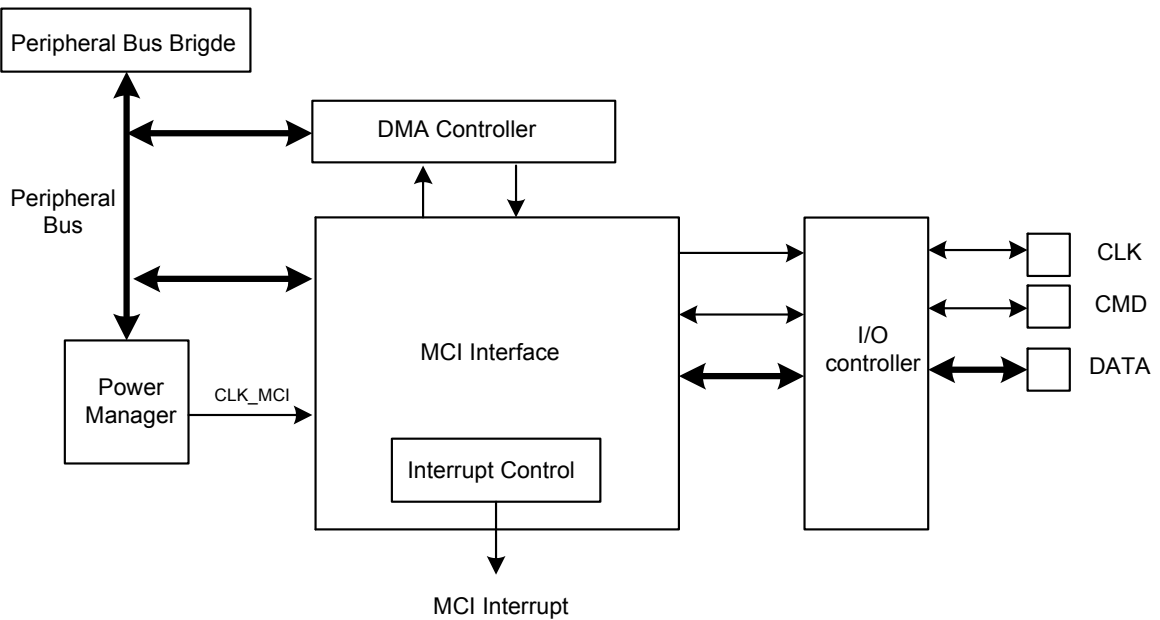 Peripheral Bus Brigde
DMA Controller
Peripheral
Bus
CLK
CMD
I/O
controller
MCI Interface
DATA
Power
Manager
CLK_MCI
Interrupt Control
MCI Interrupt